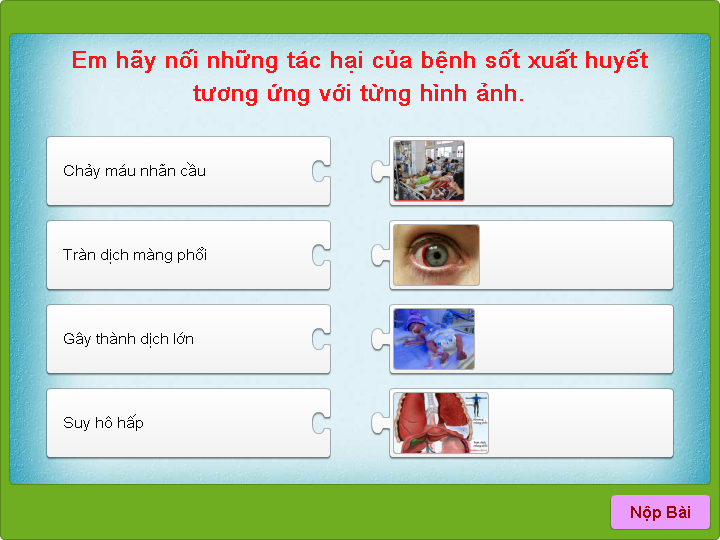 Em hãy nối những tác hại của bệnh sốt xuất huyết
tương ứng với từng hình ảnh.
Chảy máu nhãn cầu
Tràn dịch màng phổi
Gây thành dịch lớn
Suy hô hấp
Nộp Bài